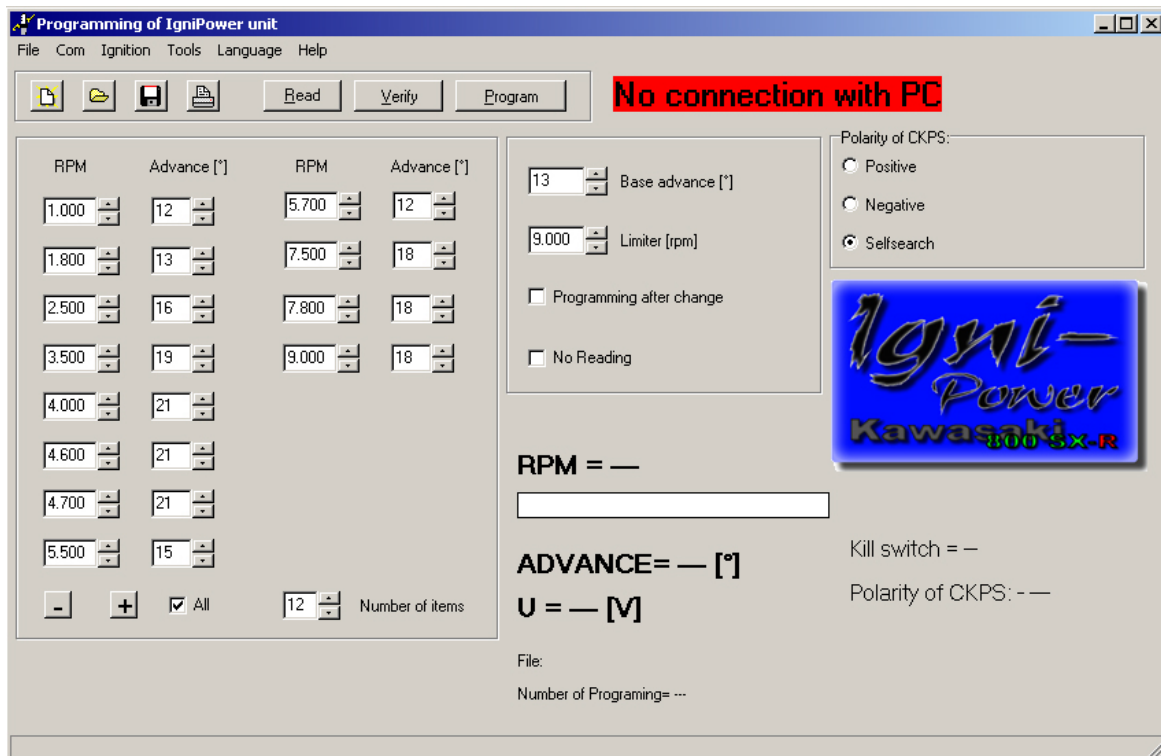 Programming of IgniPower unit
File Com Ignition Tools Language Help
Read Verify Program
No connection with PC
RPM Advance [°] RPM Advance [°]
1.000 12 5.700 12
1.800 13 7.500 18
2.500 16 7.800 18
3.500 19 9.000 18
4.000 21
4.600 21
4.700 21
5.500 15
- + All 12 Number of items
13 Base advance [°]
9.000 Limiter [rpm]
Programming after change
No Reading
Polarity of CKPS:
Positive
Negative
Selfsearch
Igni-
Power
Kawasaki
800 SX-R
RPM = —
ADVANCE= — [°]
U = — [V]
Kill switch = –
Polarity of CKPS: - —
File:
Number of Programing= ---